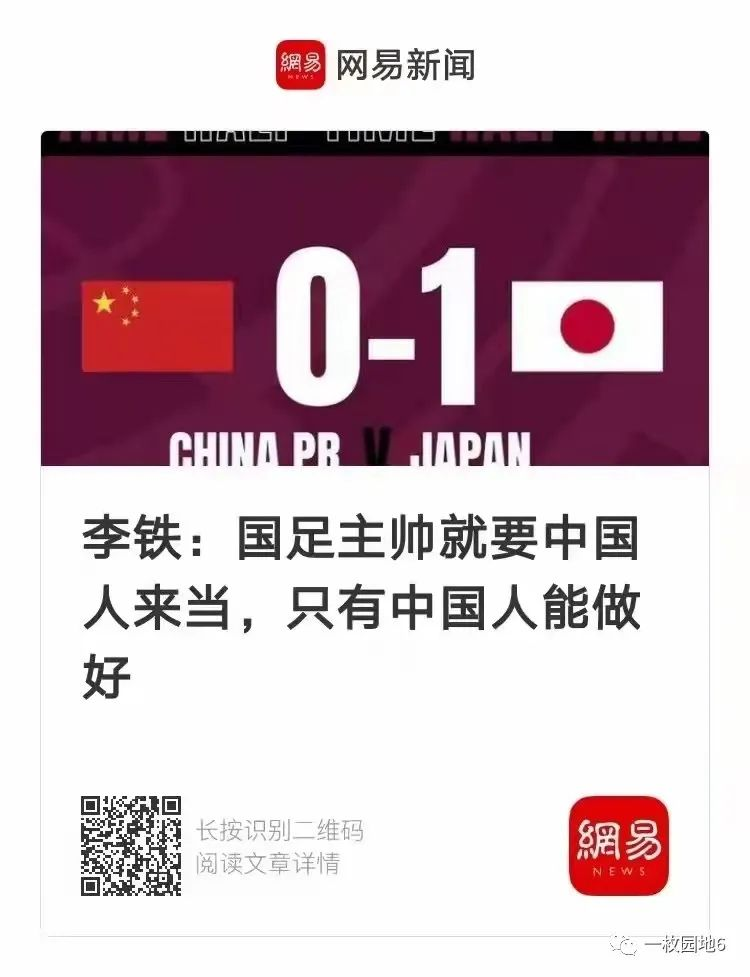 網易
NEWS
网易新闻
HALF TIME HALF TIME
0-1
CHINA PR V JAPAN
李铁：国足主帅就要中国
人来当，只有中国人能做
好
长按识别二维码
阅读文章详情
網易
NEWS
一枚园地6